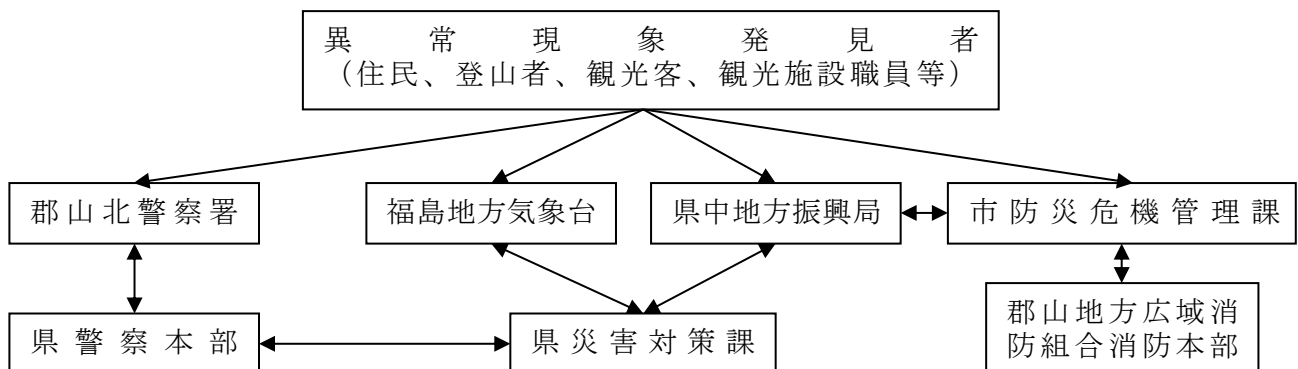 異常現象発見者
(住民、登山者、観光客、観光施設職員等)
郡山北警察署
福島地方気象台
県中地方振興局
市防災危機管理課
県警察本部
県災害対策課
郡山地方広域消
防組合消防本部